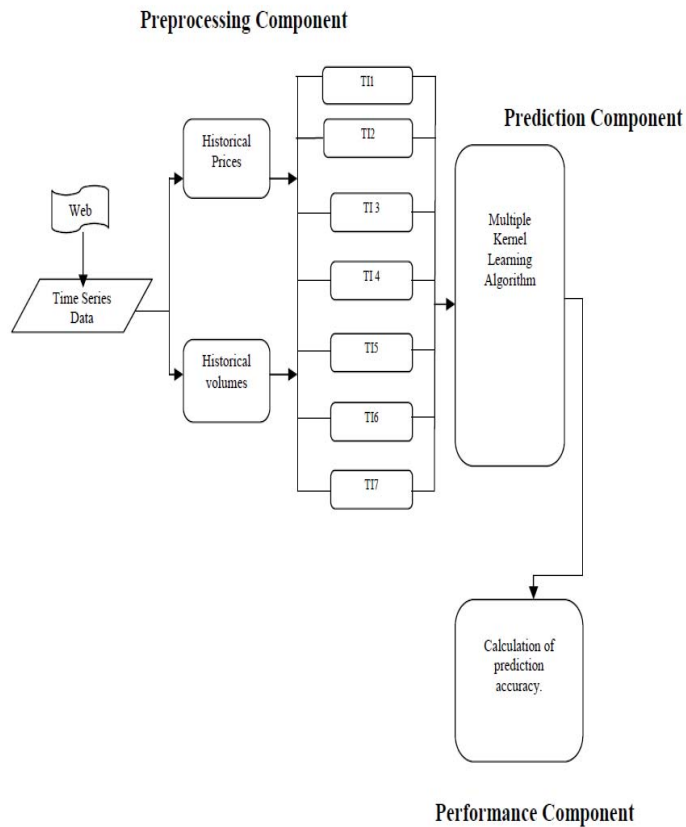 Preprocessing Component
TI1
Prediction Component
Historical
Prices
TI2
Web
TI 3
Multiple
Kernel
Learning
Algorithm
Time Series
Data
TI 4
Historical
volumes
TI5
TI6
TI7
Calculation of
prediction
accuracy.
Performance Component